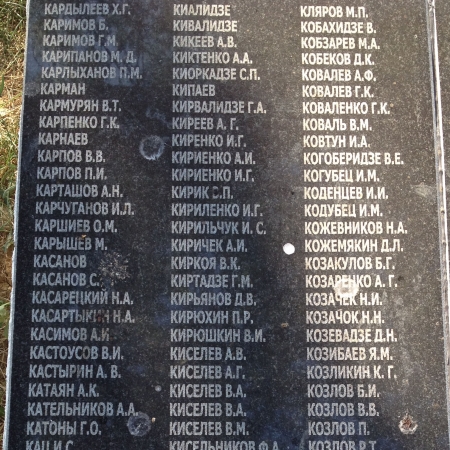 КАРДЫЛЕЕВ Х.Г.
КАРИМОВ Б.
КАРИМОВ Г.М.
КАРИПАНОВ М. Д.
КАРЛЫХАНОВ П.М.
КАРМАН
КАРМУРЯН В.Т.
КАРПЕНКО Г.К.
КАРНАЕВ
КАРПОВ В.В.
КАРПОВ П.И.
КАРТАШОВ А.Н.
КАРЧУГАНОВ И.Л.
КАРШИЕВ О.М.
КАРЫШЕВ М.
КАСАНОВ
КАСАНОВ С.
КАСАРЕЦКИЙ Н.А.
КАСАРТЫКИН Н.А.
КАСИМОВ А.И
КАСТОУСОВ В.И.
КАСТЫРИН А. В.
КАТАЯН А.К.
КАТЕЛЬНИКОВ А.А.
КАТОНЫ Г.О.
КАЦ И.С.
КИАЛИДЗЕ
КИВАЛИДЗЕ
КИКЕЕВ А.В.
КИКТЕНКО А.А.
КИОРКАДЗЕ С.П.
КИПАЕВ
КИРВАЛИДЗЕ Г.А.
КИРЕЕВ А. Г.
КИРЕНКО И.Г.
КИРИЕНКО А.И.
КИРИЕНКО И.Г.
КИРИК С.П.
КИРИЛЕНКО И.Г.
КИРИЛЬЧУК И. С.
КИРИЧЕК А.И.
КИРКОЯ В.К.
КИРТАДЗЕ Г.М.
КИРЬЯНОВ Д.В.
КИРЮХИН П.Р.
КИРЮШКИН В.И.
КИСЕЛЕВ А.В.
КИСЕЛЕВ А.Г.
КИСЕЛЕВ В.А.
КИСЕЛЕВ В.А.
КИСЕЛЕВ В.М.
КИСЕЛЬНИКОВ Ф.А.
КЛЯРОВ М.П.
КОБАХИДЗЕ В.
КОБЗАРЕВ М.А.
КОБЕКОВ Д.К.
КОВАЛЕВ А.Ф.
КОВАЛЕВ Г.К.
КОВАЛЕНКО Г.К.
КОВАЛЬ В.М.
КОВТУН И.А.
КОГОБЕРИДЗЕ В.Е.
КОГУБЕЦ И.М.
КОДЕНЦЕВ И.И.
КОДУБЕЦ И.М.
КОЖЕВНИКОВ Н.А.
КОЖЕМЯКИН Д.Л.
КОЗАКУЛОВ Б.Г.
КОЗАРЕНКО А. Г.
КОЗАЧЕК Н.И.
КОЗАЧОК Н.Н.
КОЗЕВАДЗЕ Д.Н.
КОЗИБАЕВ Я.М.
КОЗЛИКИН К. Г.
КОЗЛОВ Б.И.
КОЗЛОВ В.В.
КОЗЛОВ П.
КОЗЛОВ Р.Т.